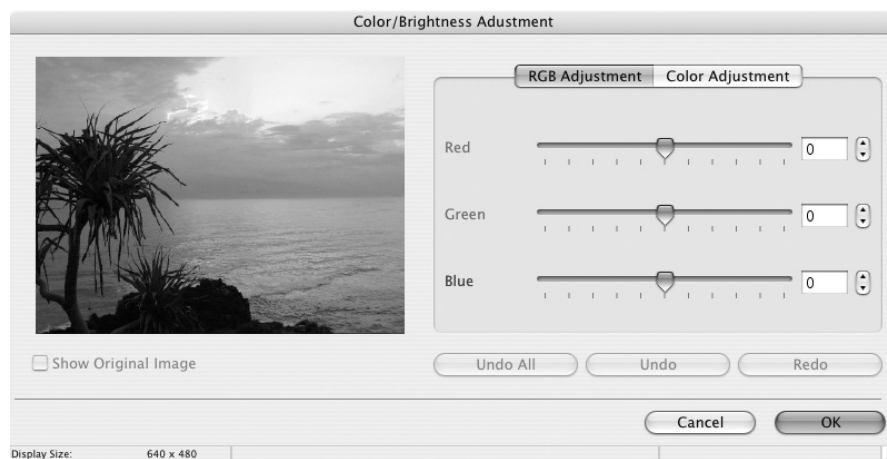 Color/Brightness Adustment
RGB Adjustment Color Adjustment
Red 0
Green 0
Blue 0
Show Original Image
Undo All Undo Redo
Cancel OK
Display Size: 640 x 480